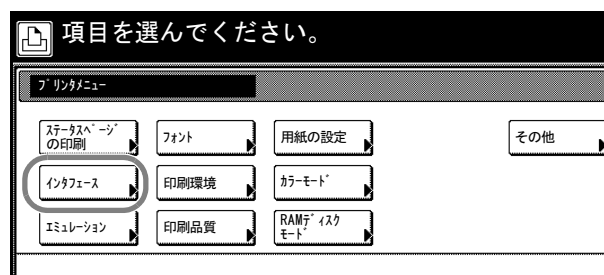 項目を選んでください。
プリンタメニュー
ステータスページ
の印刷
フォント
用紙の設定
その他
インタフェース
印刷環境
カラーモード
エミュレーション
印刷品質
RAMディスク
モード